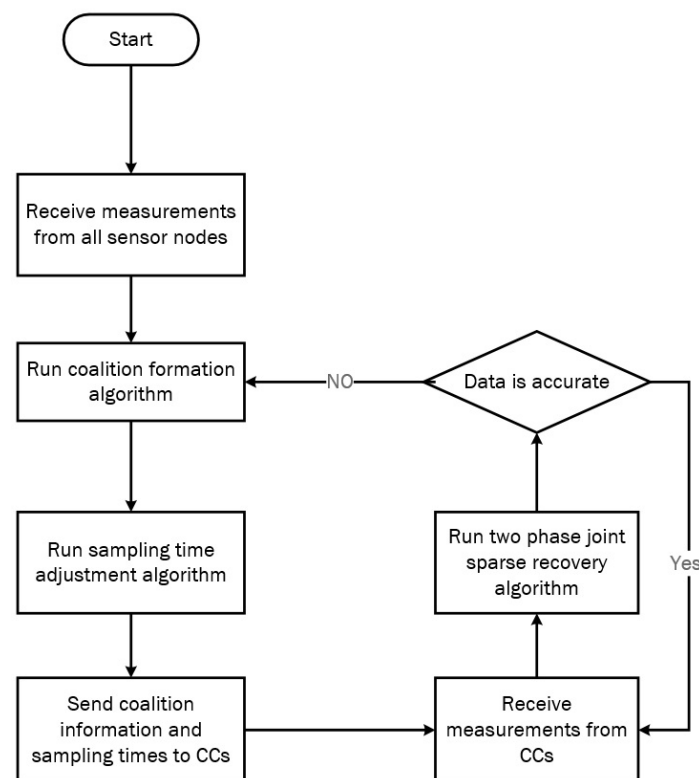 Start
Receive measurements
from all sensor nodes
Run coalition formation
algorithm
NO
Data is accurate
Run sampling time
adjustment algorithm
Run two phase joint
sparse recovery
algorithm
Yes
Send coalition
information and
sampling times to CCs
Receive
measurements from
CCs